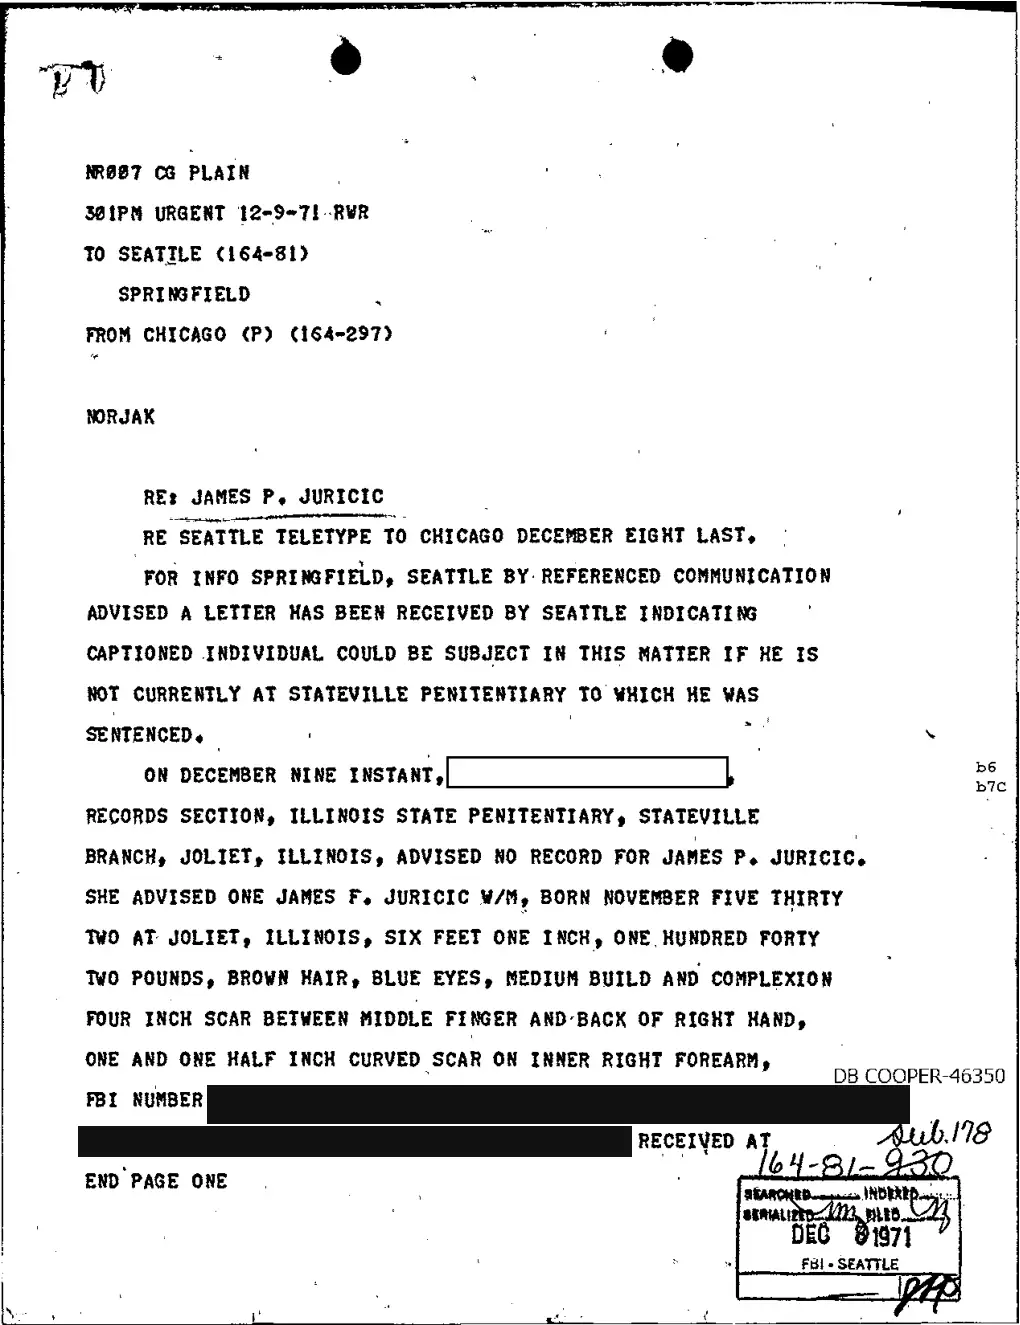 NR007 CG PLAIN
301PM URGENT 12-9-71 RWR
TO SEATTLE (164-81)
SPRINGFIELD
FROM CHICAGO (P) (164-297)
NORJAK
RE: JAMES P. JURICIC
RE SEATTLE TELETYPE TO CHICAGO DECEMBER EIGHT LAST.
FOR INFO SPRINGFIELD, SEATTLE BY REFERENCED COMMUNICATION
ADVISED A LETTER HAS BEEN RECEIVED BY SEATTLE INDICATING
CAPTIONED INDIVIDUAL COULD BE SUBJECT IN THIS MATTER IF HE IS
NOT CURRENTLY AT STATEVILLE PENITENTIARY TO WHICH HE WAS
SENTENCED.
ON DECEMBER NINE INSTANT, ,
b6
b7C
RECORDS SECTION, ILLINOIS STATE PENITENTIARY, STATEVILLE
BRANCH, JOLIET, ILLINOIS, ADVISED NO RECORD FOR JAMES P. JURICIC.
SHE ADVISED ONE JAMES F. JURICIC W/M, BORN NOVEMBER FIVE THIRTY
TWO AT JOLIET, ILLINOIS, SIX FEET ONE INCH, ONE HUNDRED FORTY
TWO POUNDS, BROWN HAIR, BLUE EYES, MEDIUM BUILD AND COMPLEXION
FOUR INCH SCAR BETWEEN MIDDLE FINGER AND BACK OF RIGHT HAND,
ONE AND ONE HALF INCH CURVED SCAR ON INNER RIGHT FOREARM,
DB COOPER-46350
FBI NUMBER
RECEIVED AT
sub.178
164-81-930
END PAGE ONE
SEARCHED INDEXED
SERIALIZED FILED
DEC 9 1971
FBI - SEATTLE